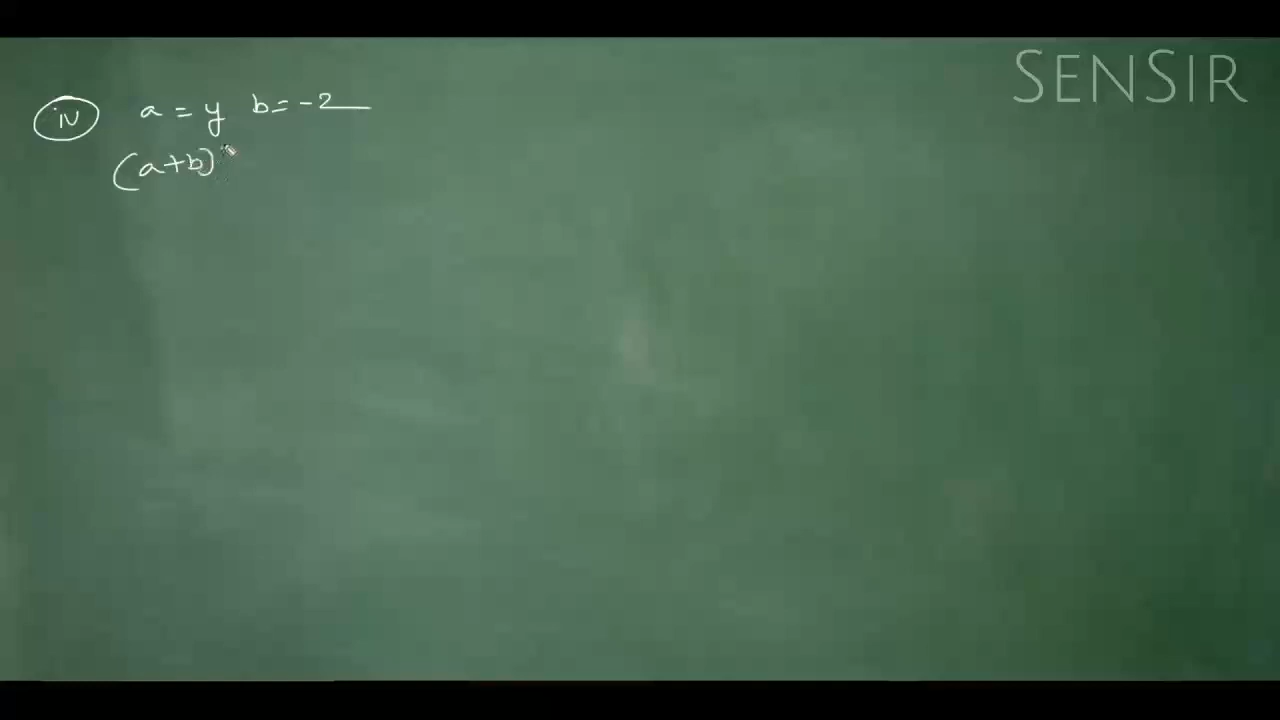 SENSIR
iv a = y b = -2
(a+b)